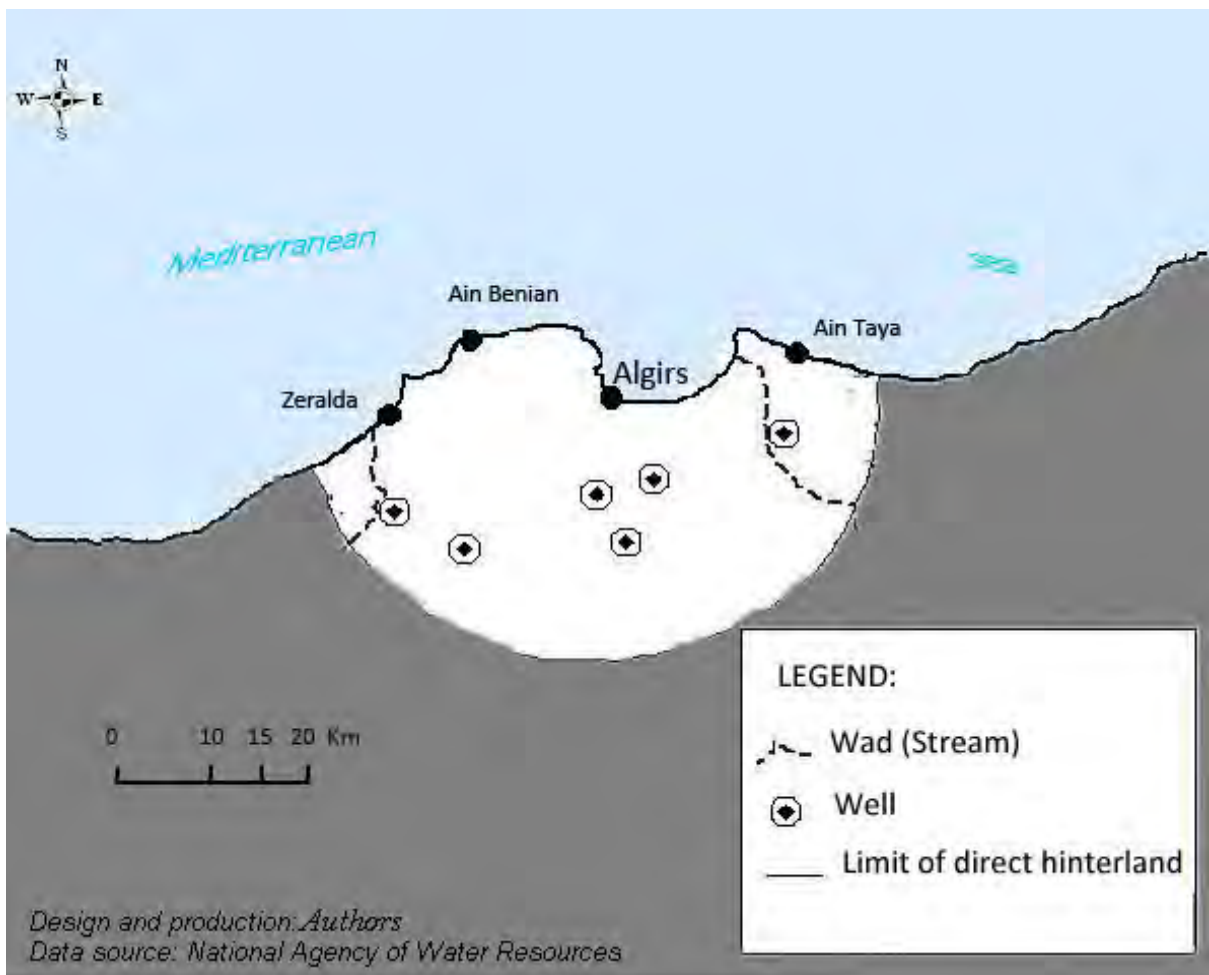 N
W E
S
Mediterranean
Ain Benian
Ain Taya
Algirs
Zeralda
LEGEND:
0 10 15 20 Km
Wad (Stream)
Well
Limit of direct hinterland
Design and production:Authors
Data source: National Agency of Water Resources